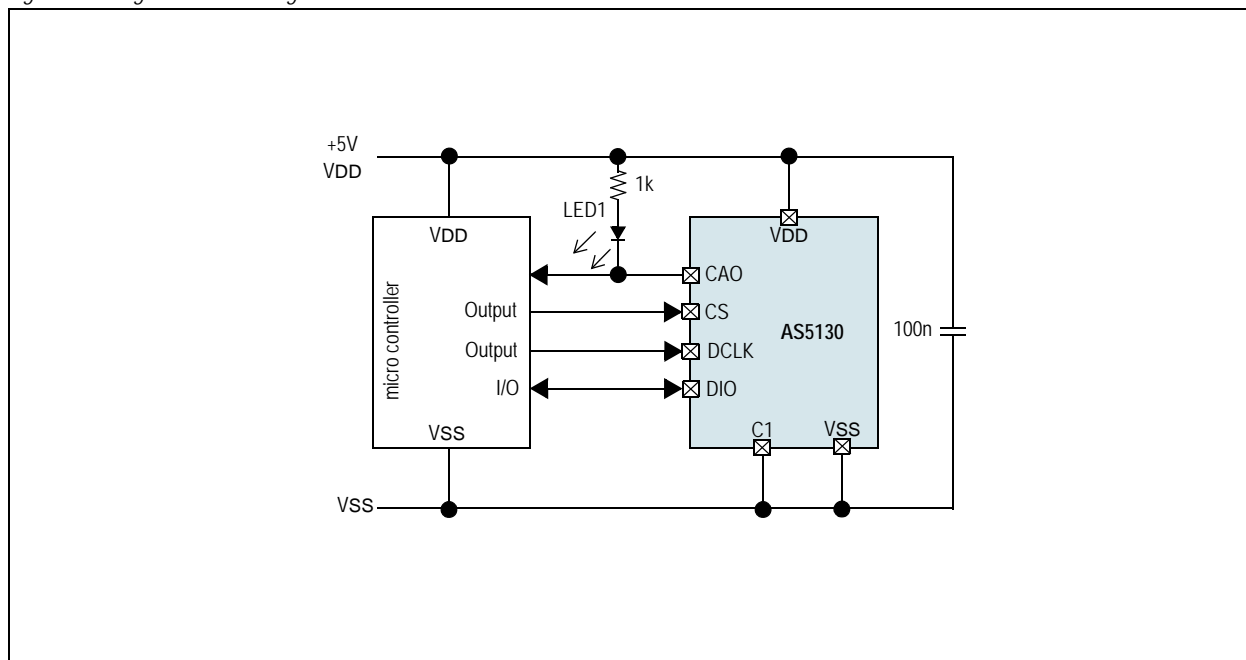 +5V
VDD
1k
LED1
VDD
VDD
micro controller
CAO
Output
CS
AS5130
100n
Output
DCLK
I/O
DIO
VSS
C1
VSS
VSS